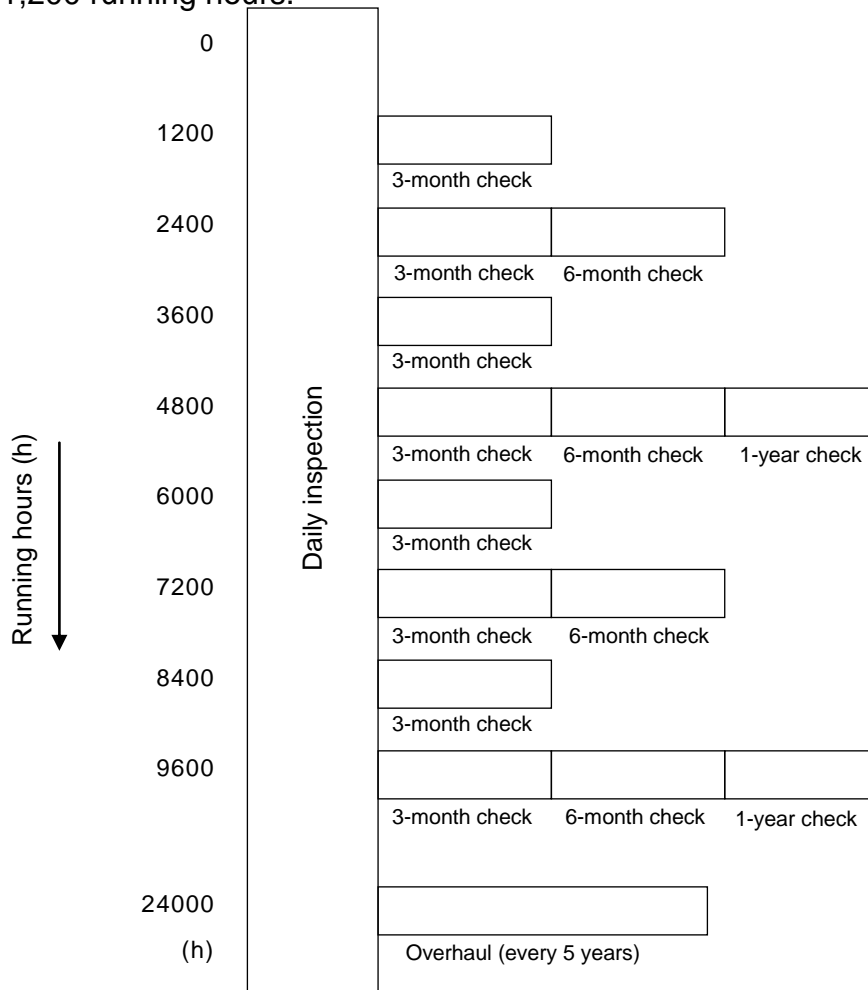 running hours.
0
1200
3-month check
2400
3-month check 6-month check
3600
3-month check
4800
3-month check 6-month check 1-year check
6000
3-month check
7200
3-month check 6-month check
8400
3-month check
9600
3-month check 6-month check 1-year check
24000
(h) Overhaul (every 5 years)
Running hours (h)
Daily inspection